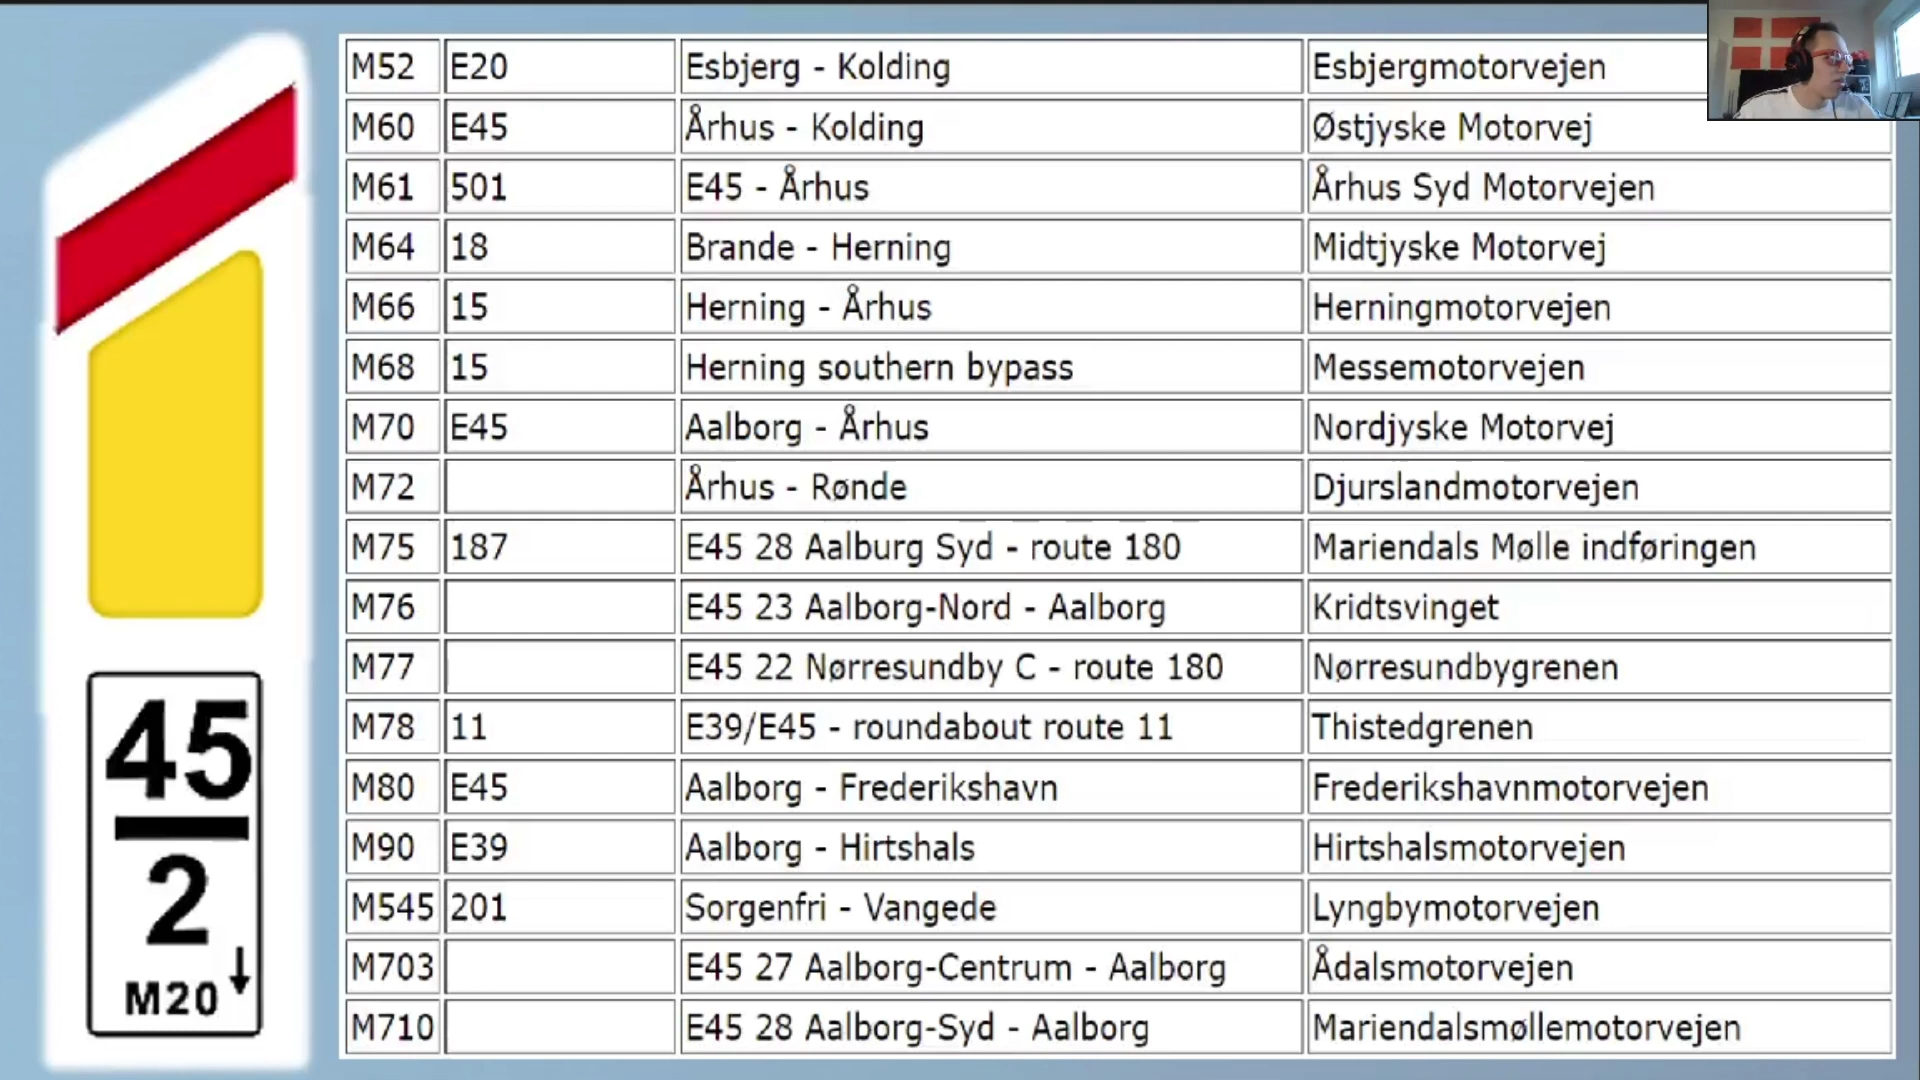 M52 E20 Esbjerg - Kolding Esbjergmotorvejen
M60 E45 Århus - Kolding Østjyske Motorvej
M61 501 E45 - Århus Århus Syd Motorvejen
M64 18 Brande - Herning Midtjyske Motorvej
M66 15 Herning - Århus Herningmotorvejen
M68 15 Herning southern bypass Messemotorvejen
M70 E45 Aalborg - Århus Nordjyske Motorvej
M72 Århus - Rønde Djurslandmotorvejen
M75 187 E45 28 Aalburg Syd - route 180 Mariendals Mølle indføringen
M76 E45 23 Aalborg-Nord - Aalborg Kridtsvinget
M77 E45 22 Nørresundby C - route 180 Nørresundbygrenen
M78 11 E39/E45 - roundabout route 11 Thistedgrenen
M80 E45 Aalborg - Frederikshavn Frederikshavnmotorvejen
M90 E39 Aalborg - Hirtshals Hirtshalsmotorvejen
M545 201 Sorgenfri - Vangede Lyngbymotorvejen
M703 E45 27 Aalborg-Centrum - Aalborg Ådalsmotorvejen
M710 E45 28 Aalborg-Syd - Aalborg Mariendalsmøllemotorvejen
45
2
M20